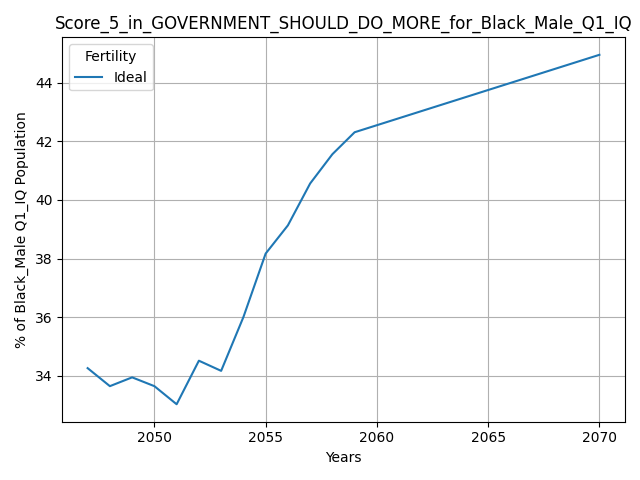 Score_5_in_GOVERNMENT_SHOULD_DO_MORE_for_Black_Male_Q1_IQ
Fertility
Ideal
% of Black_Male Q1_IQ Population
44
42
40
38
36
34
2050
2055
2060
2065
2070
Years